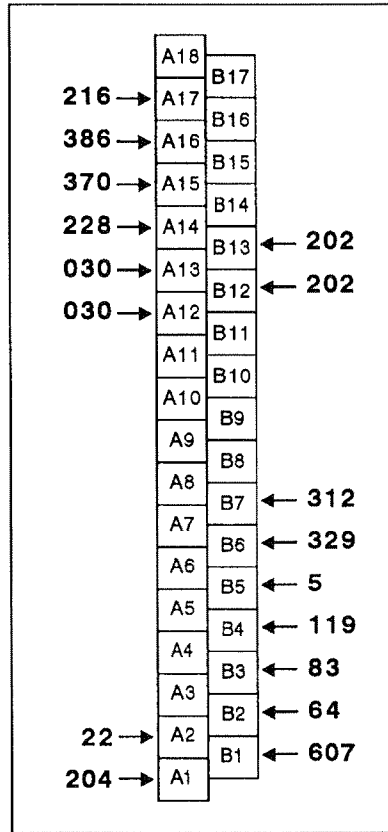 A18
B17
216 → A17
B16
386 → A16
B15
370 → A15
B14
228 → A14
B13 ← 202
030 → A13
B12 ← 202
030 → A12
B11
A11
B10
A10
B9
A9
B8
A8
B7 ← 312
A7
B6 ← 329
A6
B5 ← 5
A5
B4 ← 119
A4
B3 ← 83
A3
B2 ← 64
22 → A2
B1 ← 607
204 → A1